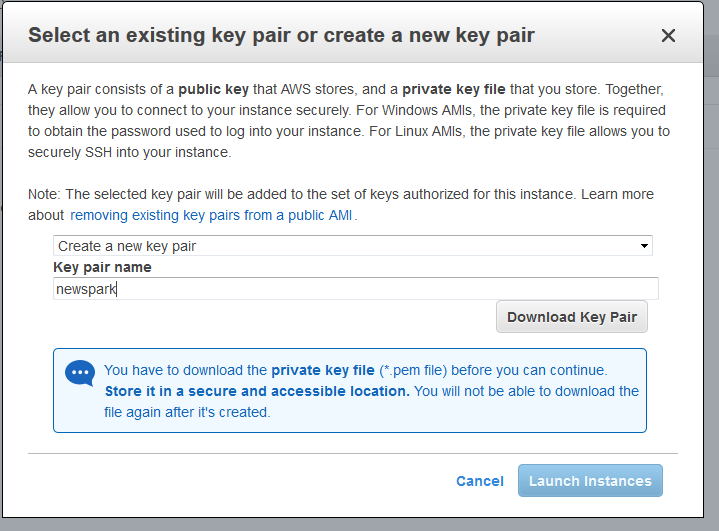 Select an existing key pair or create a new key pair
A key pair consists of a public key that AWS stores, and a private key file that you store. Together,
they allow you to connect to your instance securely. For Windows AMIs, the private key file is required
to obtain the password used to log into your instance. For Linux AMIs, the private key file allows you to
securely SSH into your instance.
Note: The selected key pair will be added to the set of keys authorized for this instance. Learn more
about removing existing key pairs from a public AMI.
Create a new key pair
Key pair name
newspark
Download Key Pair
You have to download the private key file (*.pem file) before you can continue.
Store it in a secure and accessible location. You will not be able to download the
file again after it's created.
Cancel Launch Instances